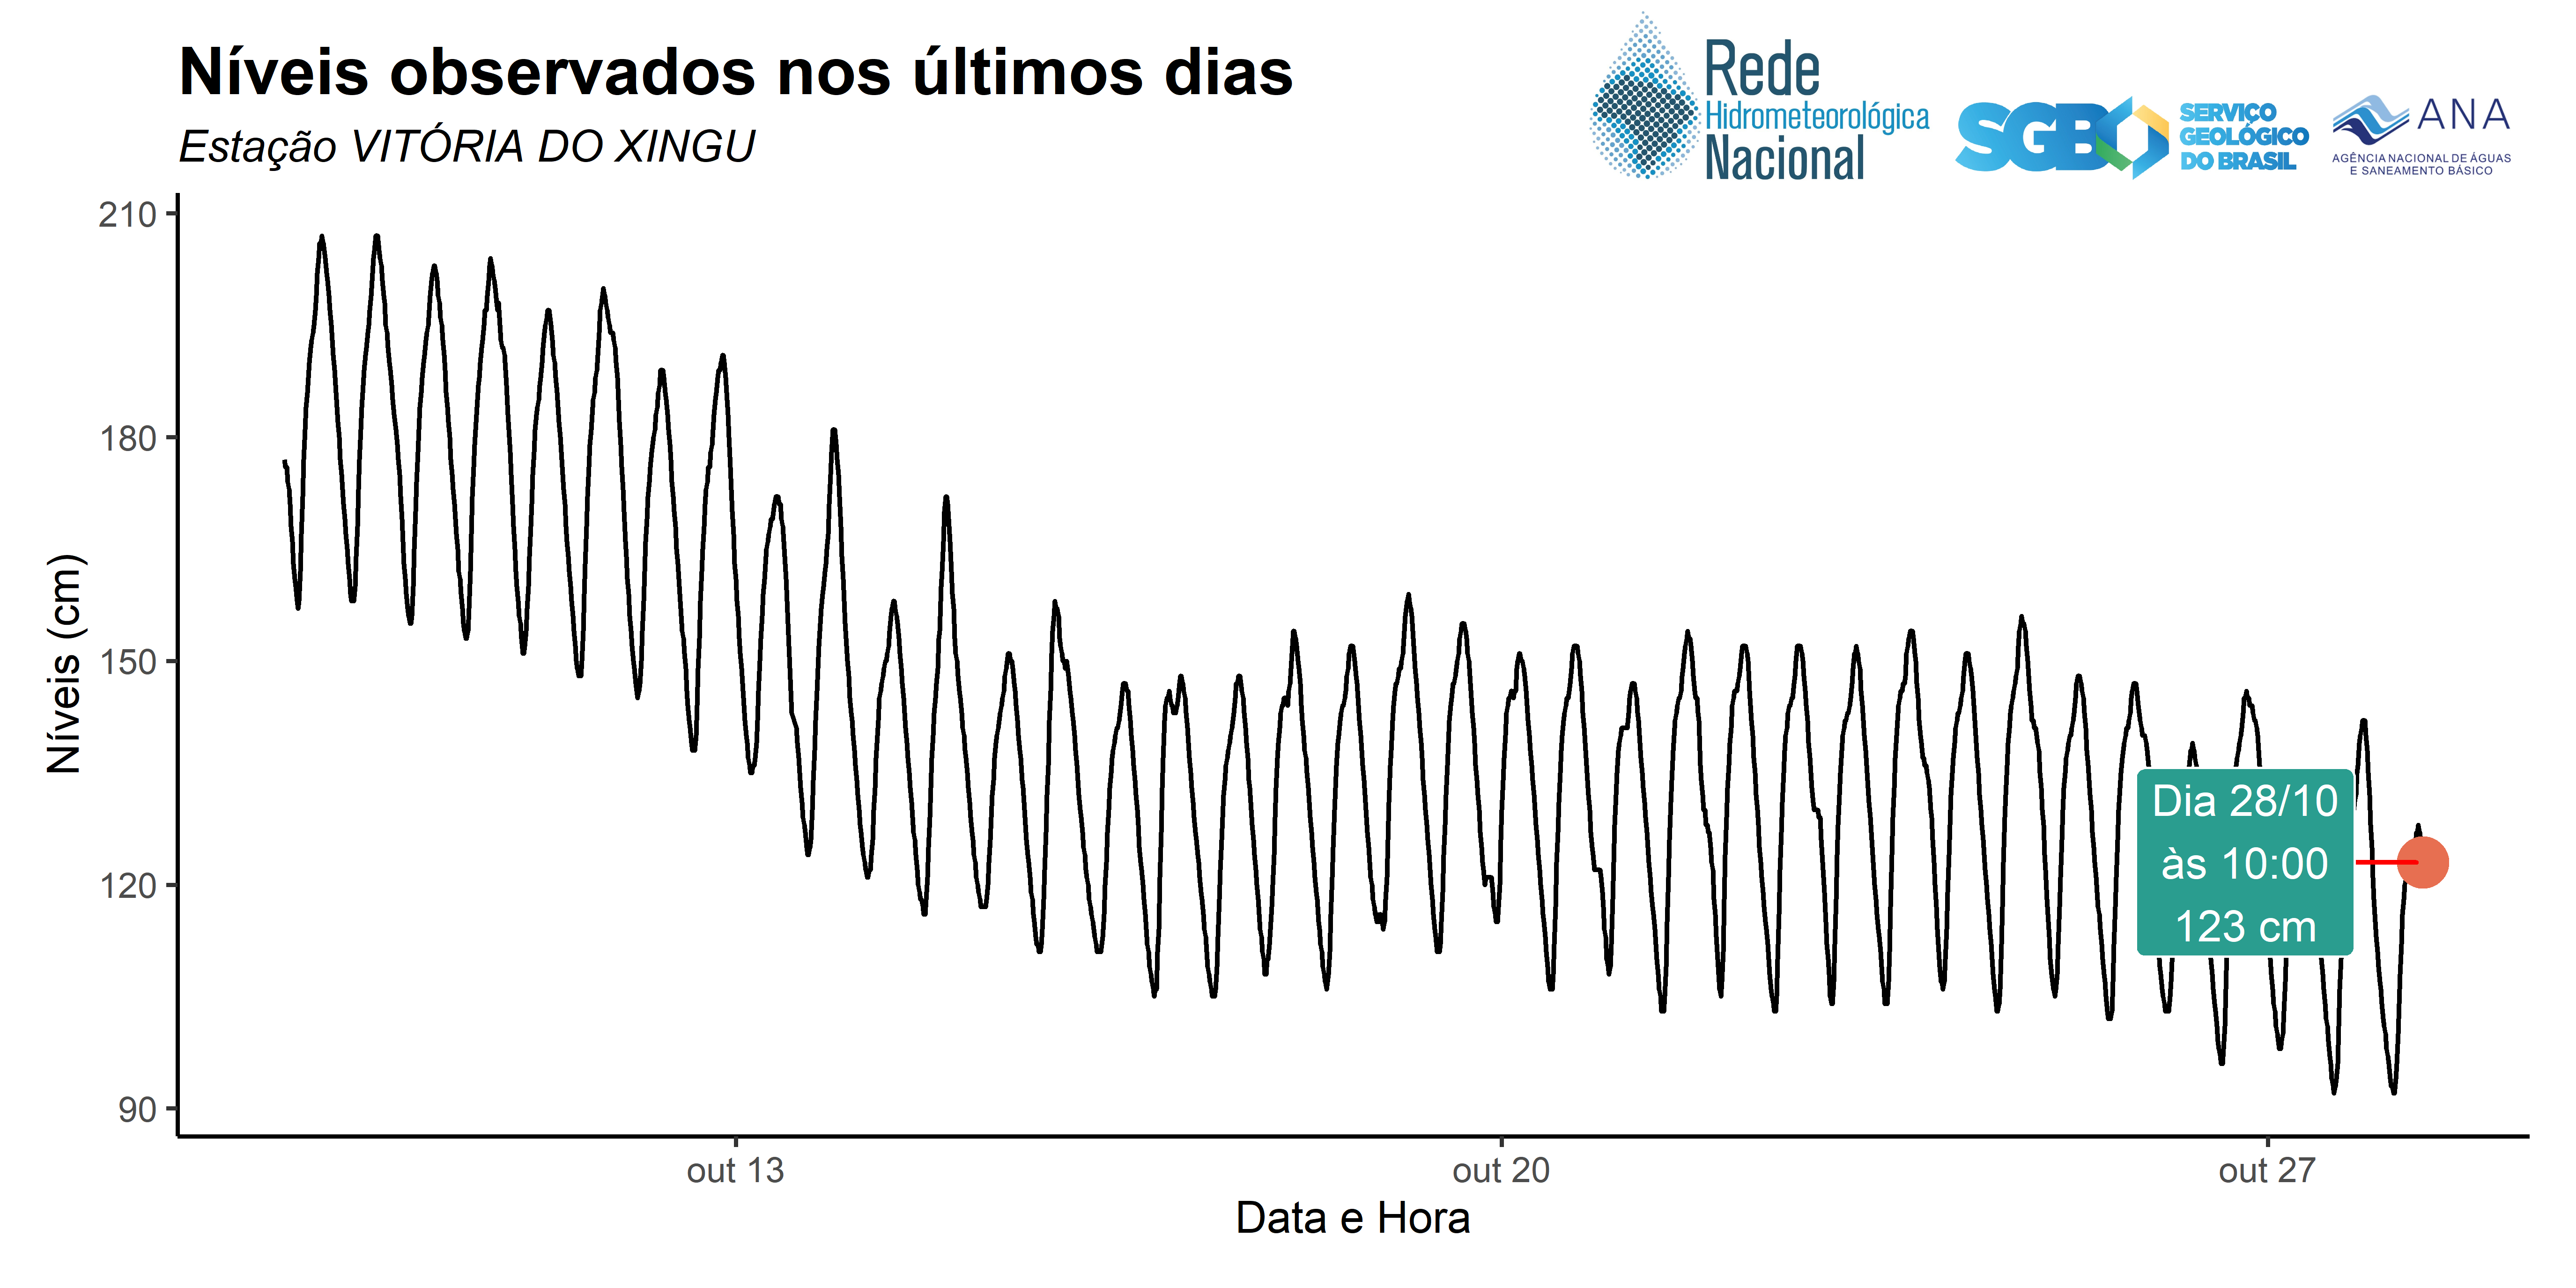 Níveis observados nos últimos dias
Estação VITÓRIA DO XINGU
Rede
Hidrometeorológica
Nacional
SGB
SERVIÇO
GEOLÓGICO
DO BRASIL
ANA
AGÊNCIA NACIONAL DE ÁGUAS
E SANEAMENTO BÁSICO
Níveis (cm)
210
180
150
120
90
Dia 28/10
às 10:00
123 cm
out 13
out 20
out 27
Data e Hora